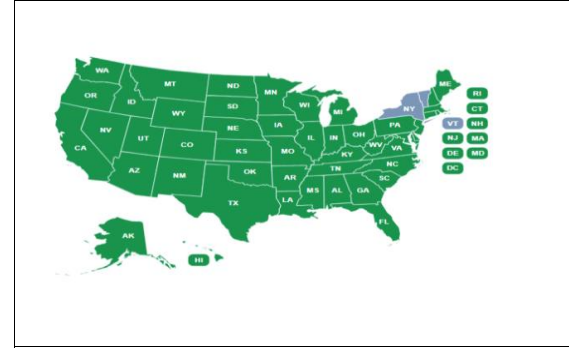 WA
MT
ND
MN
ME
OR
ID
SD
WI
MI
NY
RI
CT
VT NH
NJ MA
DE MD
DC
WY
NE
IA
PA
NV
UT
CO
IL
IN
OH
CA
KS
MO
KY
WV
VA
AZ
NM
OK
AR
TN
NC
SC
TX
LA
MS
AL
GA
FL
AK
HI